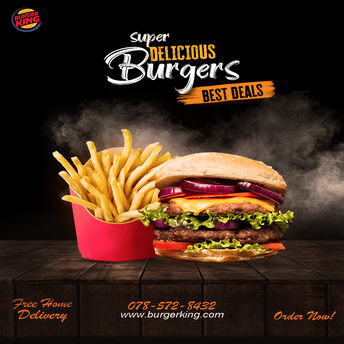 BURGER
KING
Super
DELICIOUS
Burgers
BEST DEALS
Free Home
Delivery
078-572-8432
www.burgerking.com
Order Now!